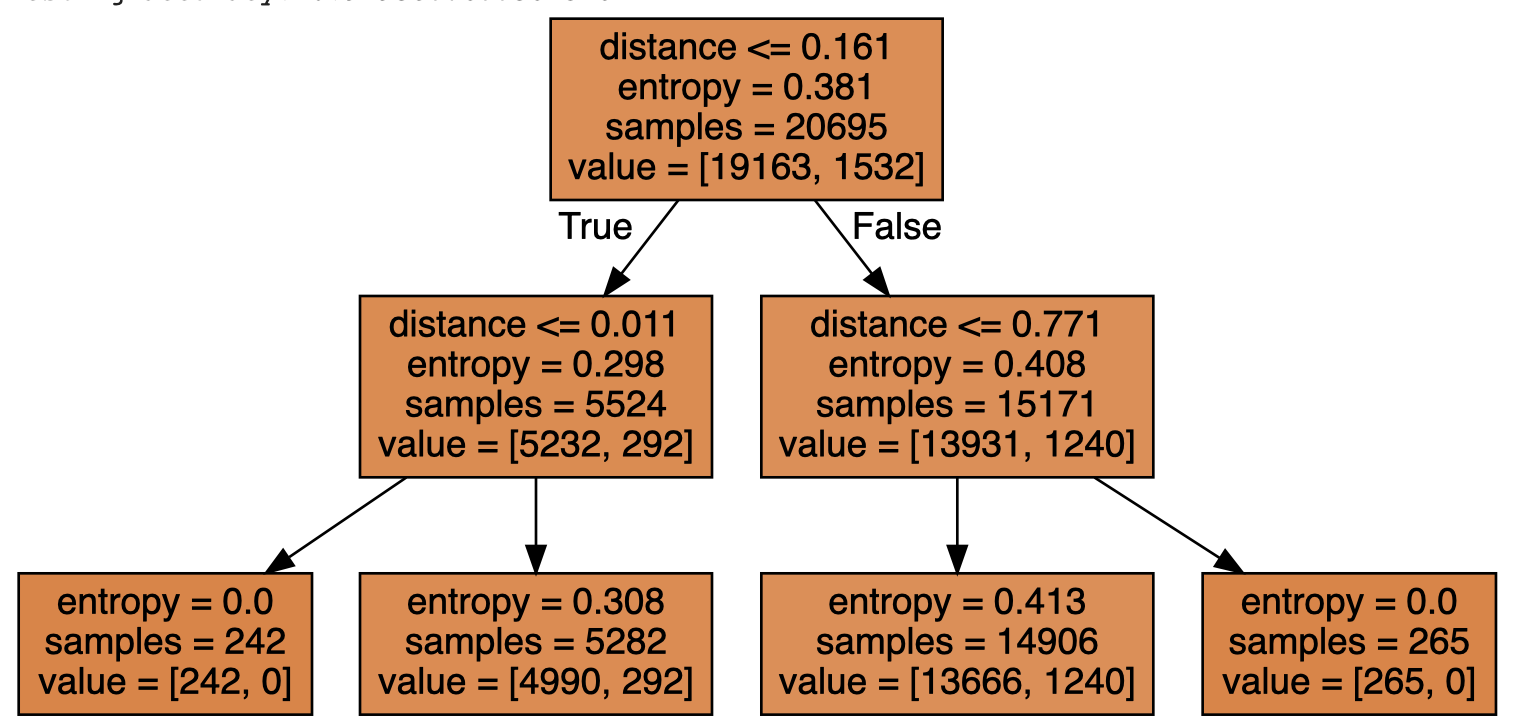 distance <= 0.161
entropy = 0.381
samples = 20695
value = [19163, 1532]
True
False
distance <= 0.011
entropy = 0.298
samples = 5524
value = [5232, 292]
distance <= 0.771
entropy = 0.408
samples = 15171
value = [13931, 1240]
entropy = 0.0
samples = 242
value = [242, 0]
entropy = 0.308
samples = 5282
value = [4990, 292]
entropy = 0.413
samples = 14906
value = [13666, 1240]
entropy = 0.0
samples = 265
value = [265, 0]